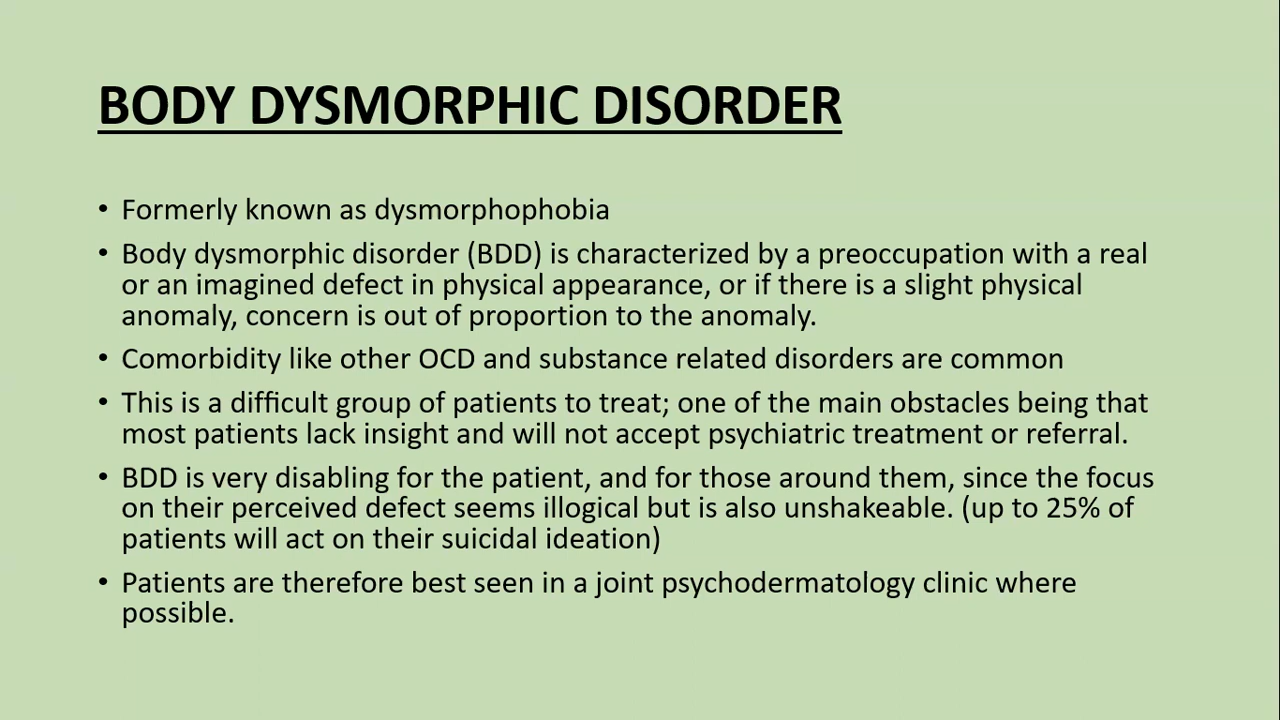 BODY DYSMORPHIC DISORDER
• Formerly known as dysmorphophobia
• Body dysmorphic disorder (BDD) is characterized by a preoccupation with a real
or an imagined defect in physical appearance, or if there is a slight physical
anomaly, concern is out of proportion to the anomaly.
• Comorbidity like other OCD and substance related disorders are common
• This is a difficult group of patients to treat; one of the main obstacles being that
most patients lack insight and will not accept psychiatric treatment or referral.
• BDD is very disabling for the patient, and for those around them, since the focus
on their perceived defect seems illogical but is also unshakeable. (up to 25% of
patients will act on their suicidal ideation)
• Patients are therefore best seen in a joint psychodermatology clinic where
possible.